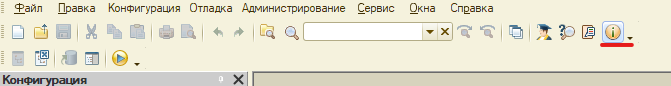 Файл Правка Конфигурация Отладка Администрирование Сервис Окна Справка
Конфигурация